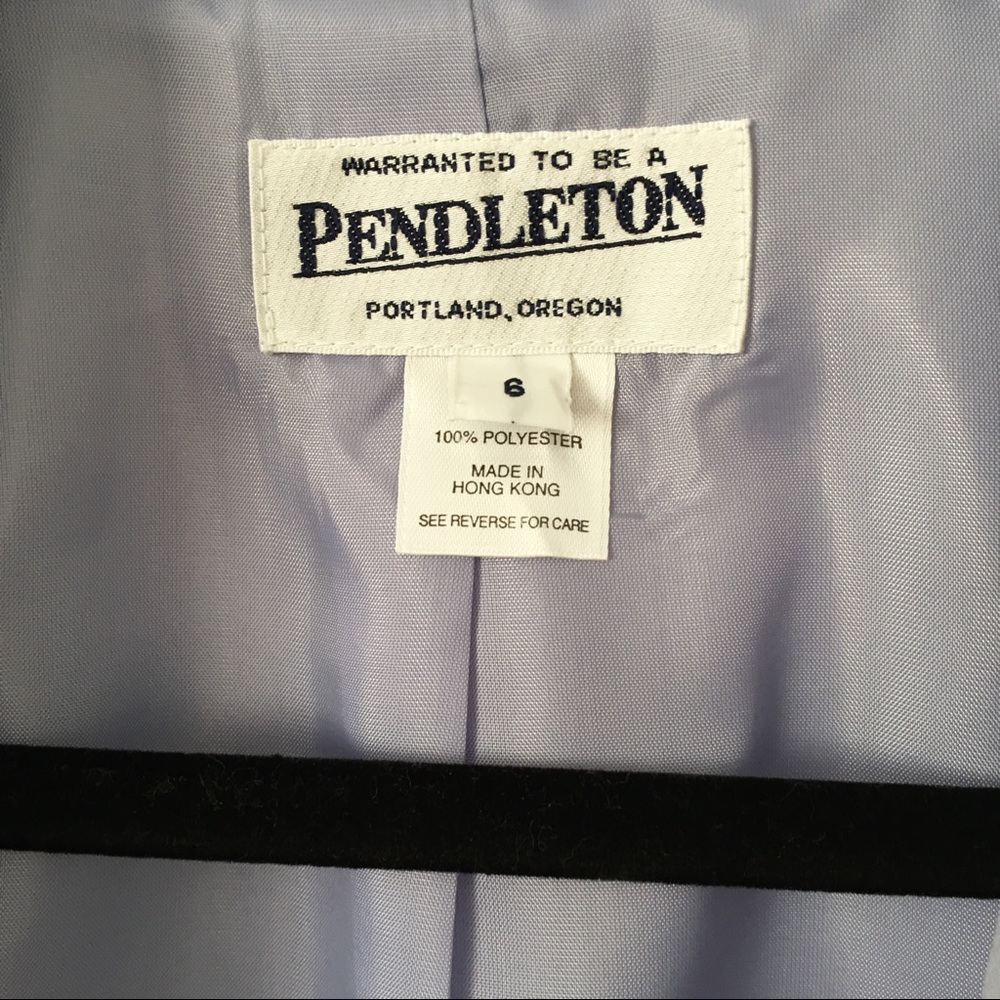 WARRANTED TO BE A
PENDLETON
PORTLAND, OREGON
6
100% POLYESTER
MADE IN
HONG KONG
SEE REVERSE FOR CARE